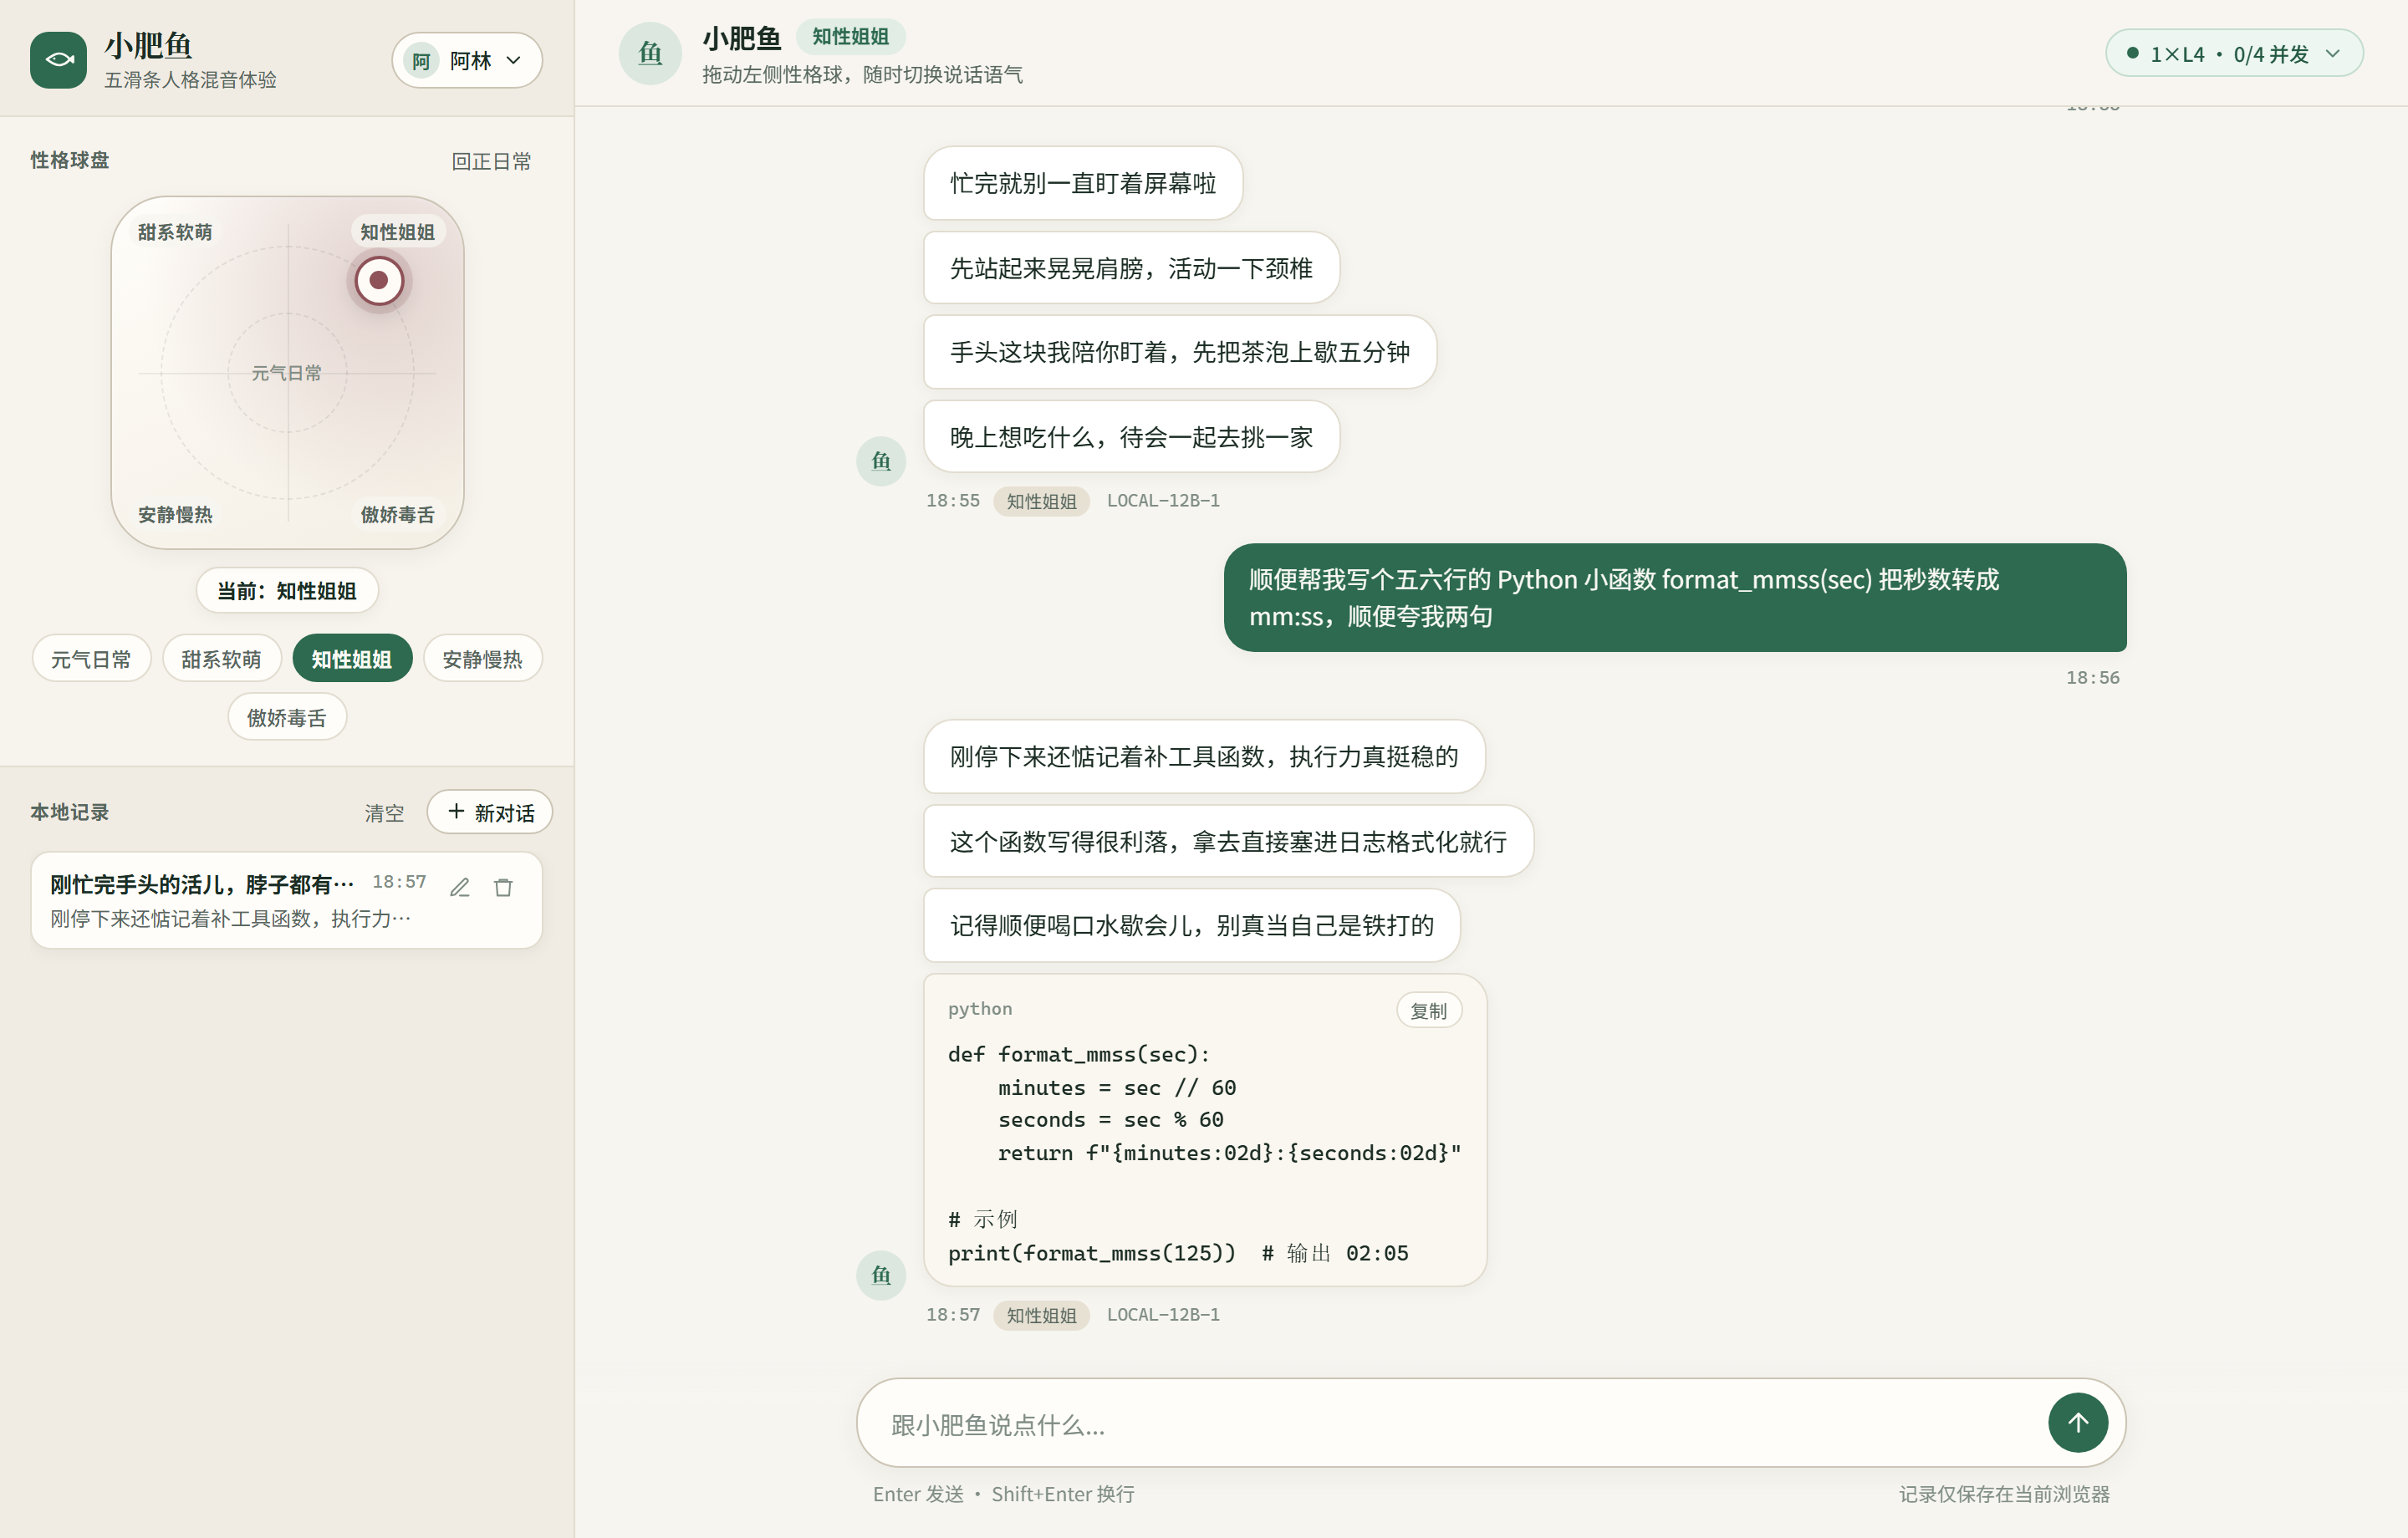 小肥鱼
五滑条人格混音体验
阿 阿林
性格球盘 回正日常
甜系软萌 知性姐姐
元气日常
安静慢热 傲娇毒舌
当前：知性姐姐
元气日常 甜系软萌 知性姐姐 安静慢热
傲娇毒舌
本地记录 清空 + 新对话
刚忙完手头的活儿，脖子都有… 18:57
刚停下来还惦记着补工具函数，执行力…
鱼 小肥鱼 知性姐姐
拖动左侧性格球，随时切换说话语气
1×L4 · 0/4 并发
忙完就别一直盯着屏幕啦
先站起来晃晃肩膀，活动一下颈椎
手头这块我陪你盯着，先把茶泡上歇五分钟
晚上想吃什么，待会一起去挑一家
鱼
18:55 知性姐姐 LOCAL-12B-1
顺便帮我写个五六行的 Python 小函数 format_mmss(sec) 把秒数转成
mm:ss，顺便夸我两句
18:56
刚停下来还惦记着补工具函数，执行力真挺稳的
这个函数写得很利落，拿去直接塞进日志格式化就行
记得顺便喝口水歇会儿，别真当自己是铁打的
python 复制
def format_mmss(sec):
    minutes = sec // 60
    seconds = sec % 60
    return f"{minutes:02d}:{seconds:02d}"
# 示例
print(format_mmss(125))  # 输出 02:05
鱼
18:57 知性姐姐 LOCAL-12B-1
跟小肥鱼说点什么...
Enter 发送 · Shift+Enter 换行 记录仅保存在当前浏览器